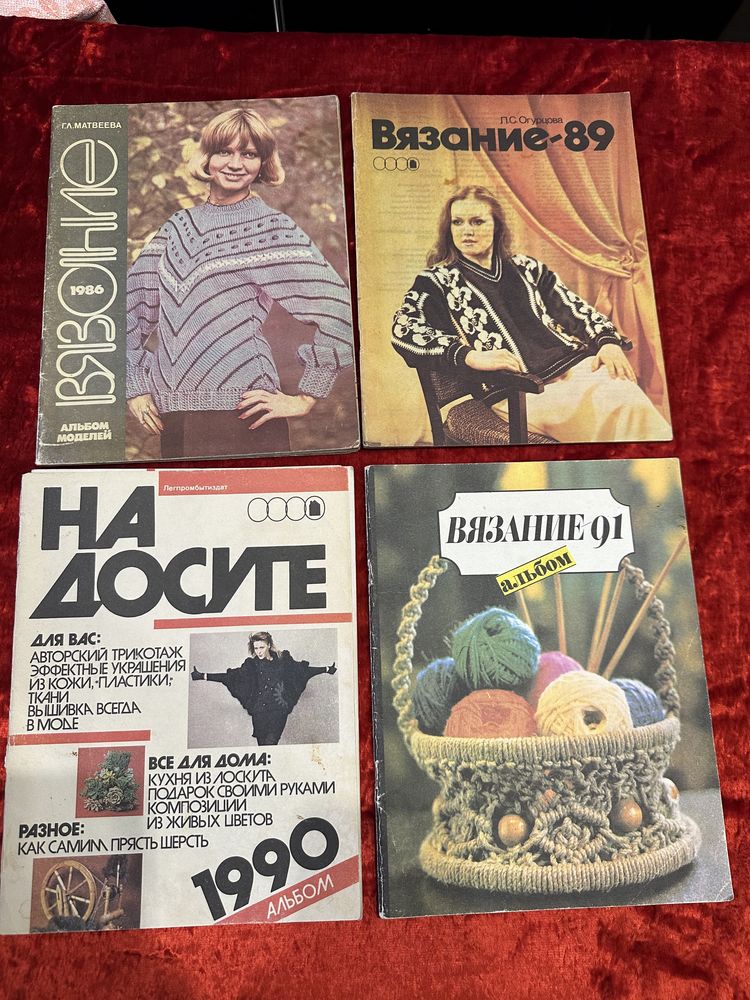 Г.Л. МАТВЕЕВА
ВЯЗАНИЕ
1986
АЛЬБОМ
МОДЕЛЕЙ
Л.С. Огурцова
Вязание-89
Легпромбытиздат
НА
ДОСУГЕ
ДЛЯ ВАС:
АВТОРСКИЙ ТРИКОТАЖ
ЭФФЕКТНЫЕ УКРАШЕНИЯ
ИЗ КОЖИ, „ПЛАСТИКИ,”
ТКАНИ
ВЫШИВКА ВСЕГДА
В МОДЕ
ВСЕ ДЛЯ ДОМА:
КУХНЯ ИЗ ЛОСКУТА
ПОДАРОК СВОИМИ РУКАМИ
КОМПОЗИЦИИ
ИЗ ЖИВЫХ ЦВЕТОВ
РАЗНОЕ:
КАК САМИМ ПРЯСТЬ ШЕРСТЬ
1990
АЛЬБОМ
ВЯЗАНИЕ-91
альбом